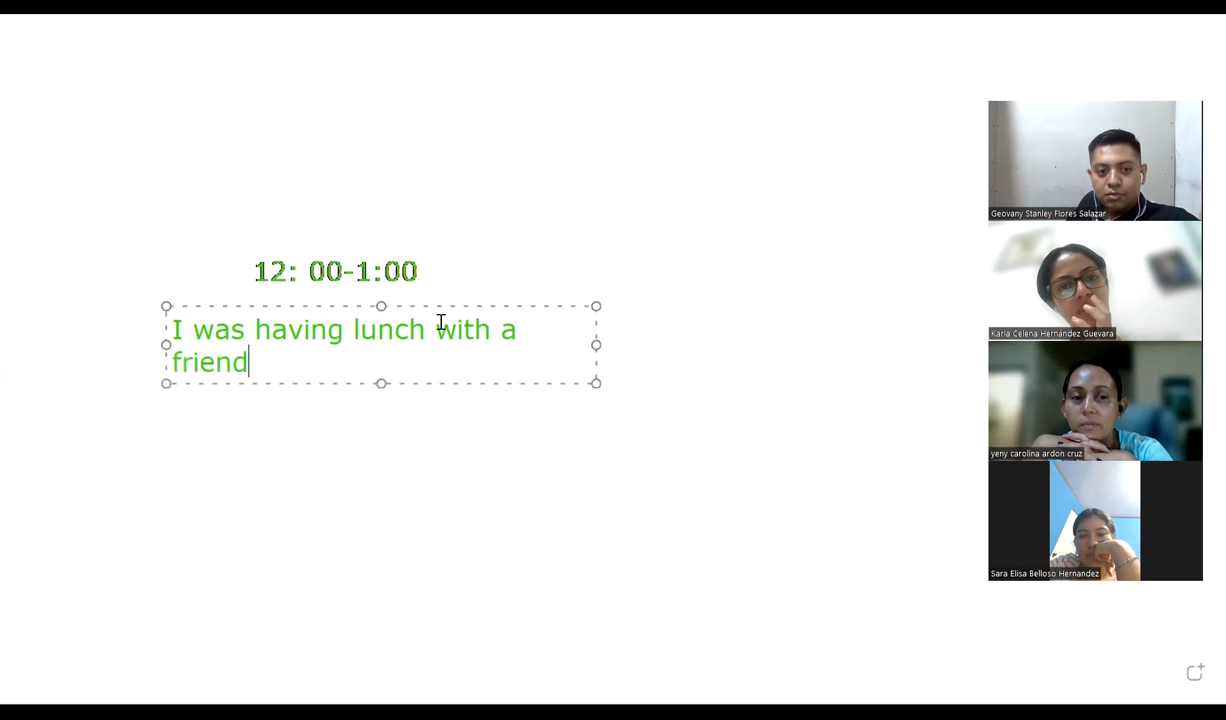 12: 00-1:00
I was having lunch with a
friend
Geovany Stanley Flores Salazar
Karla Celena Hernández Guevara
yeny carolina ardon cruz
Sara Elisa Belloso Hernandez